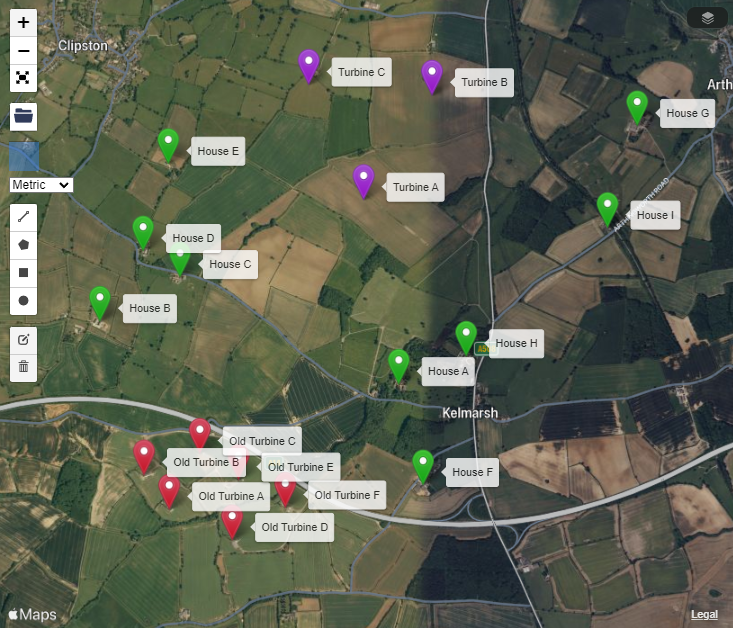 +
−
Clipston
Turbine C
Turbine B
Arth
House G
House E
Metric
Turbine A
House I
House D
House C
House B
House H
House A
Kelmarsh
Old Turbine C
Old Turbine B
Old Turbine E
House F
Old Turbine A
Old Turbine F
Old Turbine D
Maps
Legal